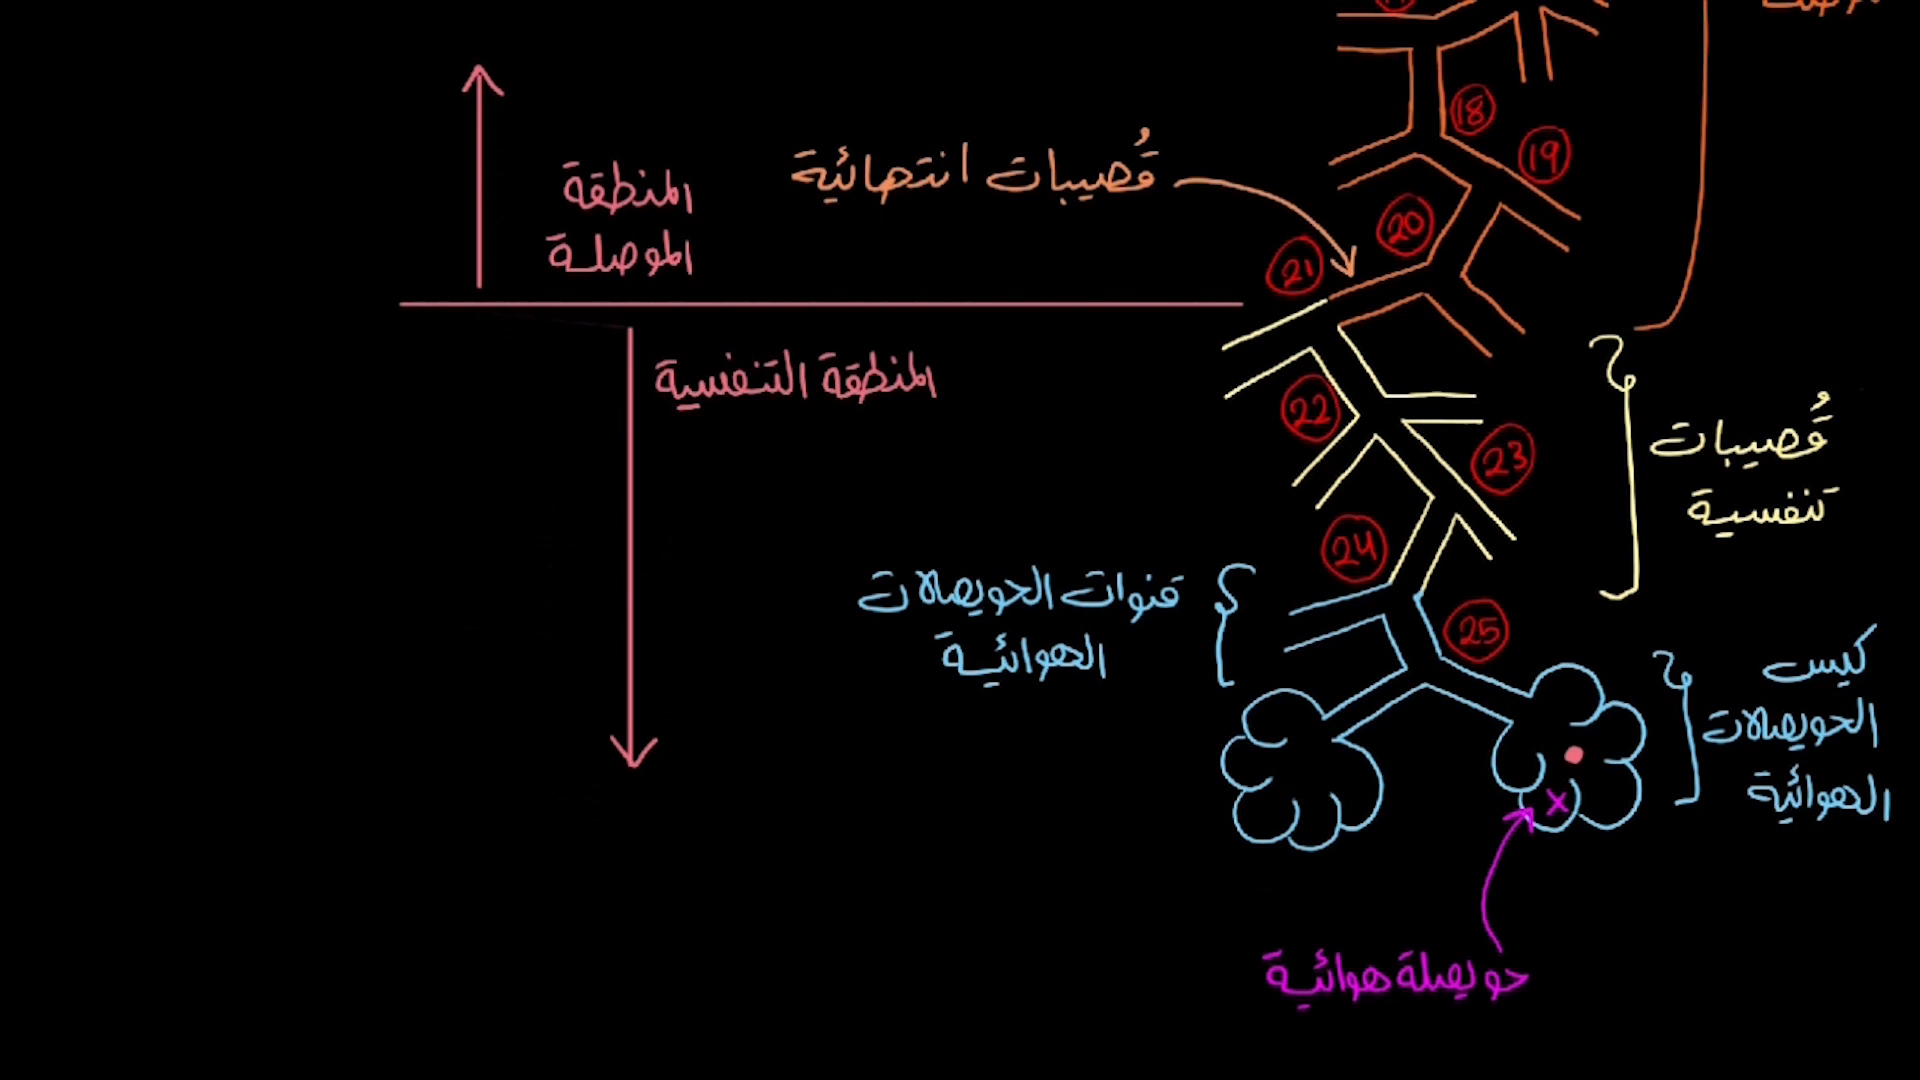 18
19
المنطقة
الموصلة
قُصيبات انتهائية
20
21
المنطقة التنفسية
22
قُصيبات
تنفسية
23
24
قنوات الحويصلات
الهوائية
25
كيس
الحويصلات
الهوائية
x
حويصلة هوائية